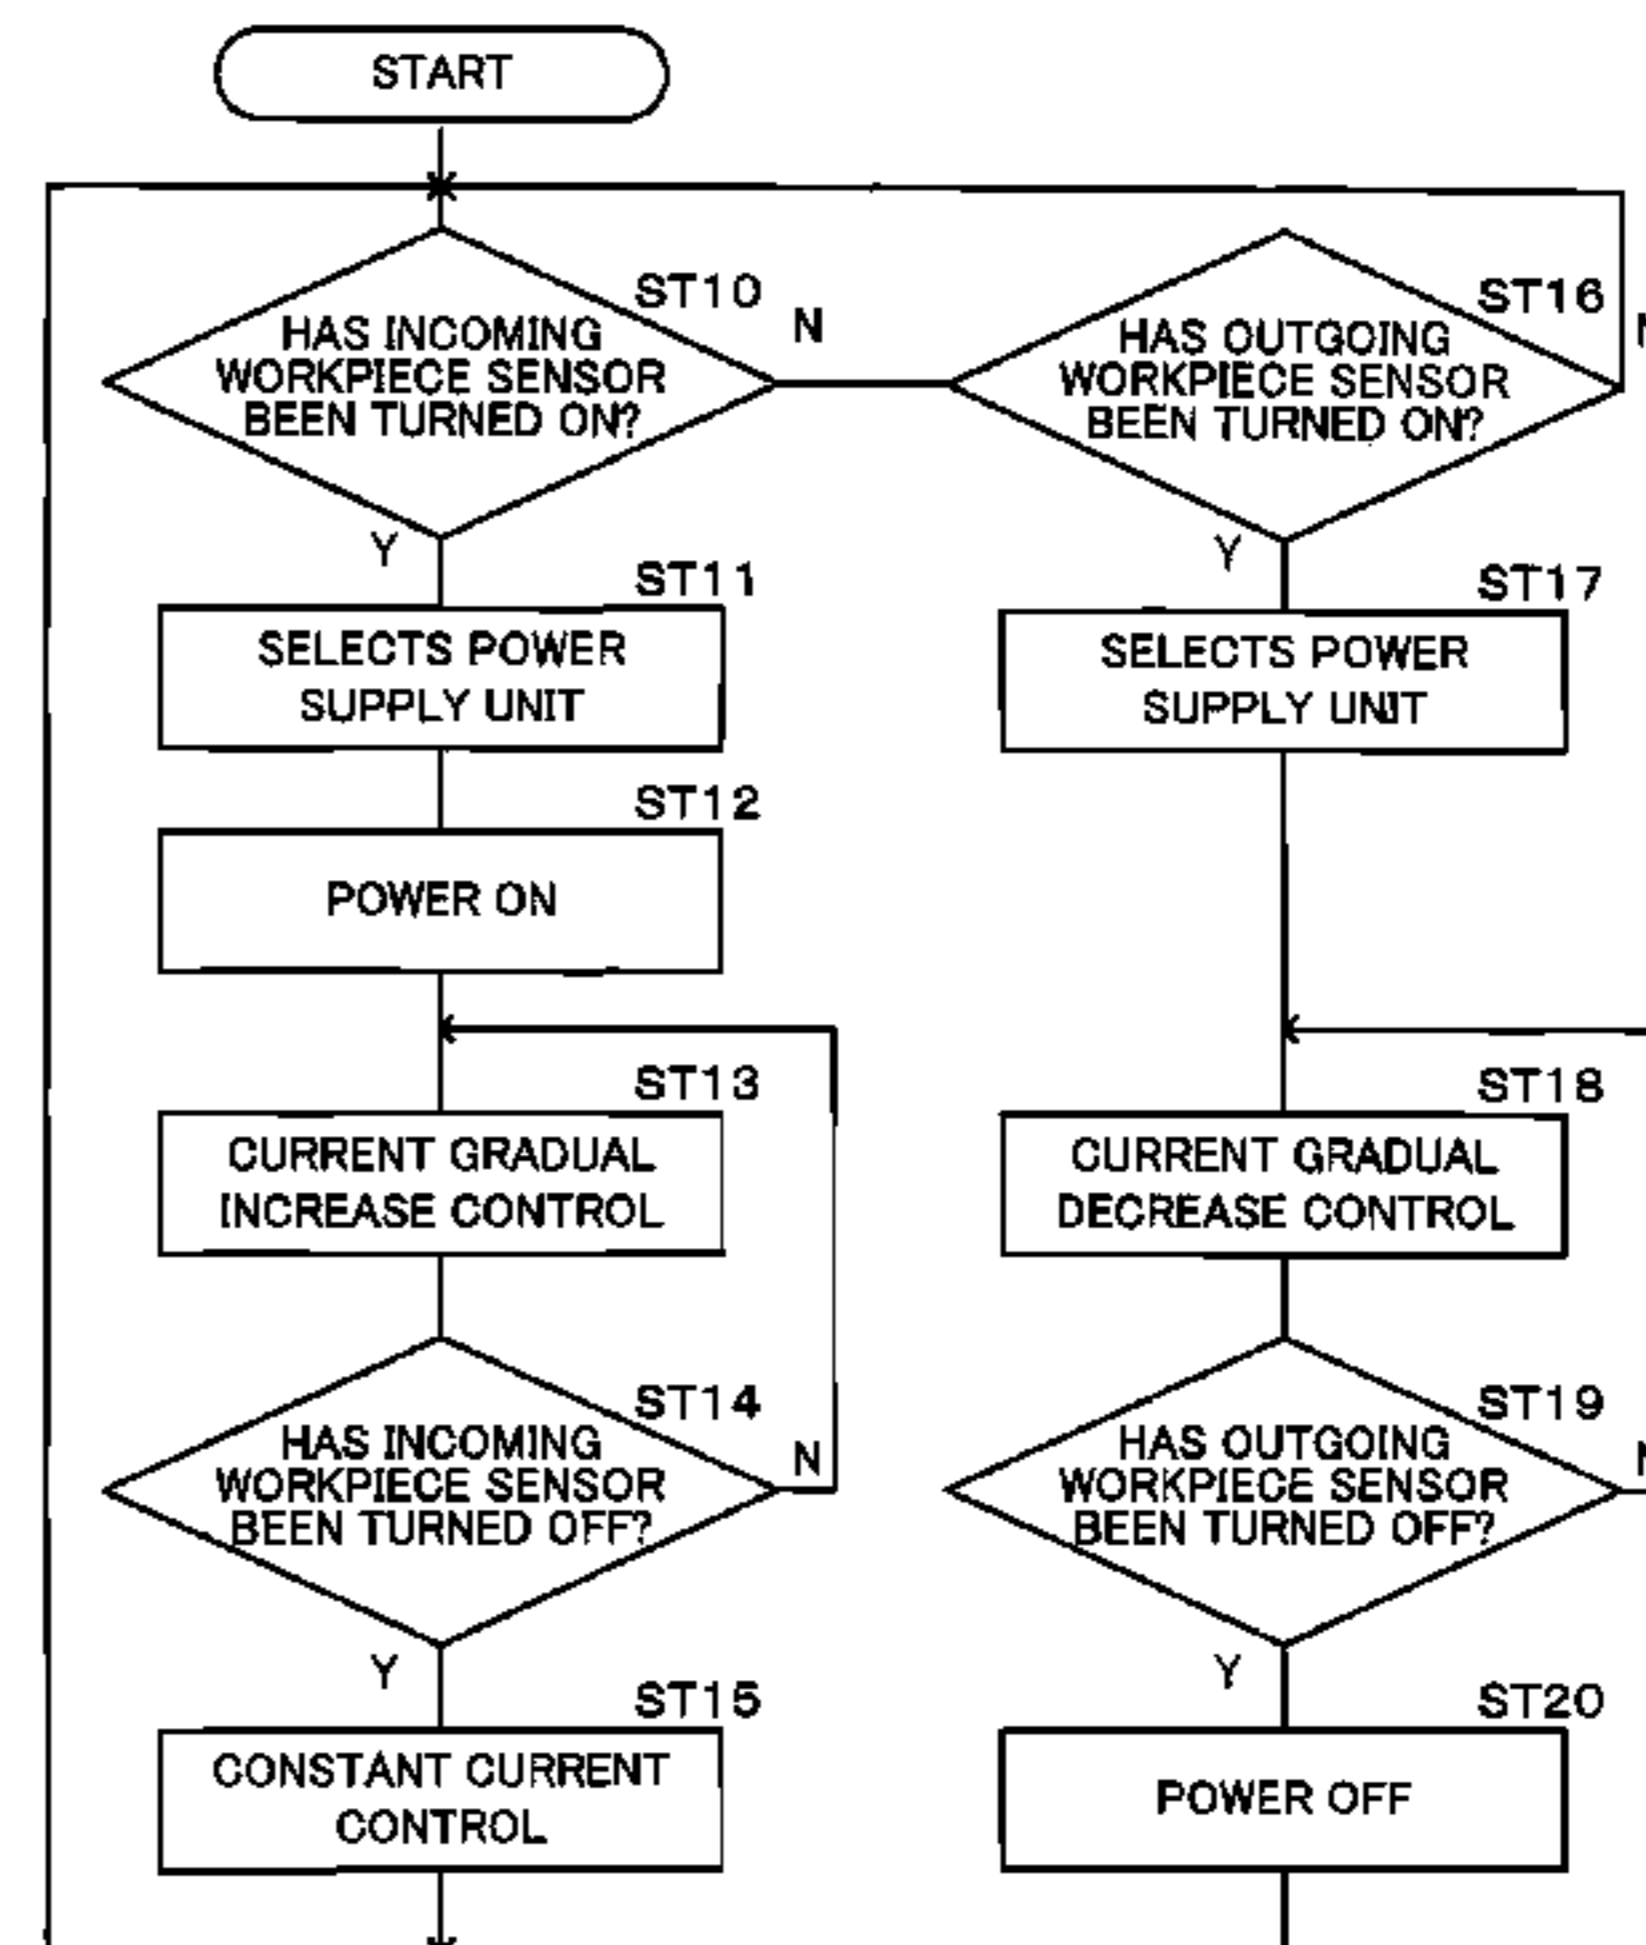 START
ST10
HAS INCOMING
WORKPIECE SENSOR
BEEN TURNED ON?
N
Y
ST11
SELECTS POWER
SUPPLY UNIT
ST12
POWER ON
ST13
CURRENT GRADUAL
INCREASE CONTROL
ST14
HAS INCOMING
WORKPIECE SENSOR
BEEN TURNED OFF?
N
Y
ST15
CONSTANT CURRENT
CONTROL
ST16
HAS OUTGOING
WORKPIECE SENSOR
BEEN TURNED ON?
Y
ST17
SELECTS POWER
SUPPLY UNIT
ST18
CURRENT GRADUAL
DECREASE CONTROL
ST19
HAS OUTGOING
WORKPIECE SENSOR
BEEN TURNED OFF?
Y
ST20
POWER OFF